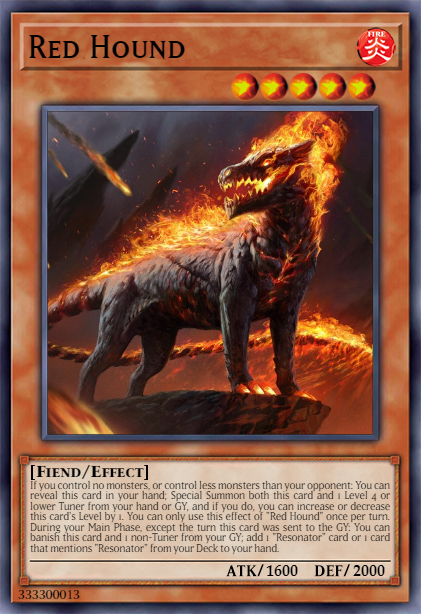 Red Hound
FIRE
炎
[Fiend/Effect]
If you control no monsters, or control less monsters than your opponent: You can
reveal this card in your hand; Special Summon both this card and 1 Level 4 or
lower Tuner from your hand or GY, and if you do, you can increase or decrease
this card's Level by 1. You can only use this effect of "Red Hound" once per turn.
During your Main Phase, except the turn this card was sent to the GY: You can
banish this card and 1 non-Tuner from your GY; add 1 "Resonator" card or 1 card
that mentions "Resonator" from your Deck to your hand.
ATK/1600 DEF/2000
333300013